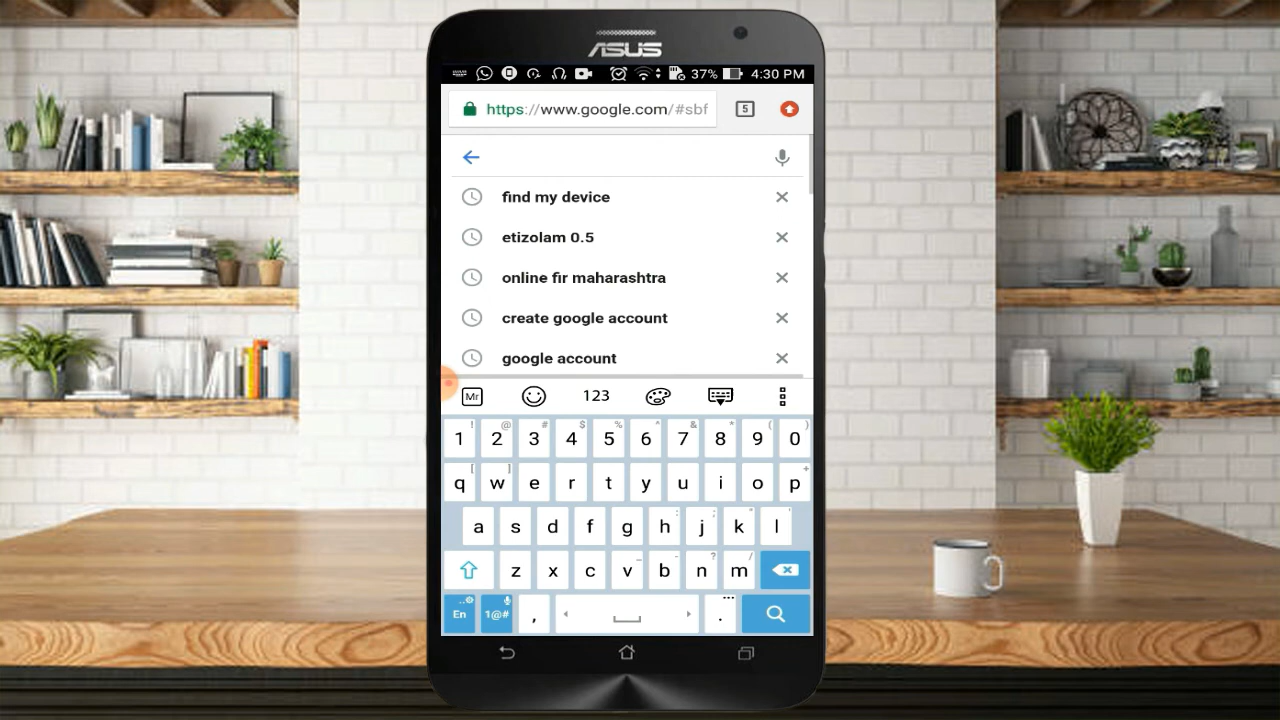 ASUS
37% 4:30 PM
https://www.google.com/#sbf
5
find my device
etizolam 0.5
online fir maharashtra
create google account
google account
Mr 123
! @ # $ % ^ & * ( )
1 2 3 4 5 6 7 8 9 0
[ ] +
q w e r t y u i o p
: ; " '
a s d f g h j k l
_ - ? /
z x c v b n m
En 1@# , .